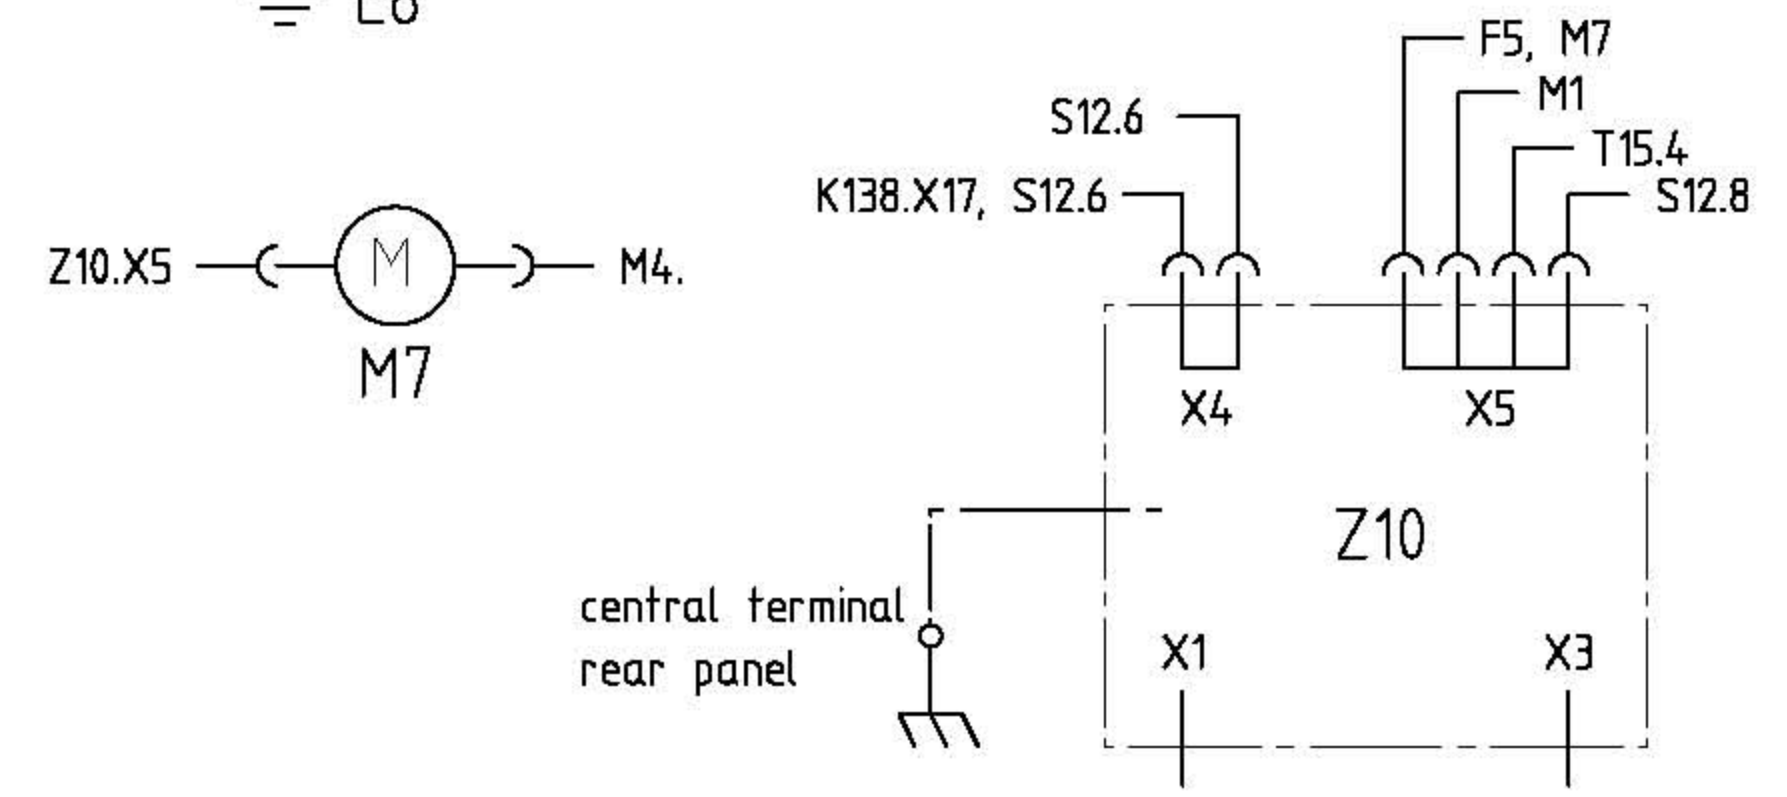 F5, M7
M1
S12.6
T15.4
K138.X17, S12.6
S12.8
Z10.X5
M
M4.
M7
X4
X5
Z10
central terminal
rear panel
X1
X3